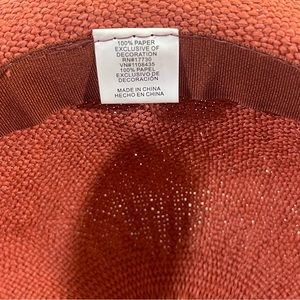 100% PAPER
EXCLUSIVE OF
DECORATION
RN#17730
VN#1108435
100% PAPEL
EXCLUSIVO DE
DECORACIÓN
MADE IN CHINA
HECHO EN CHINA